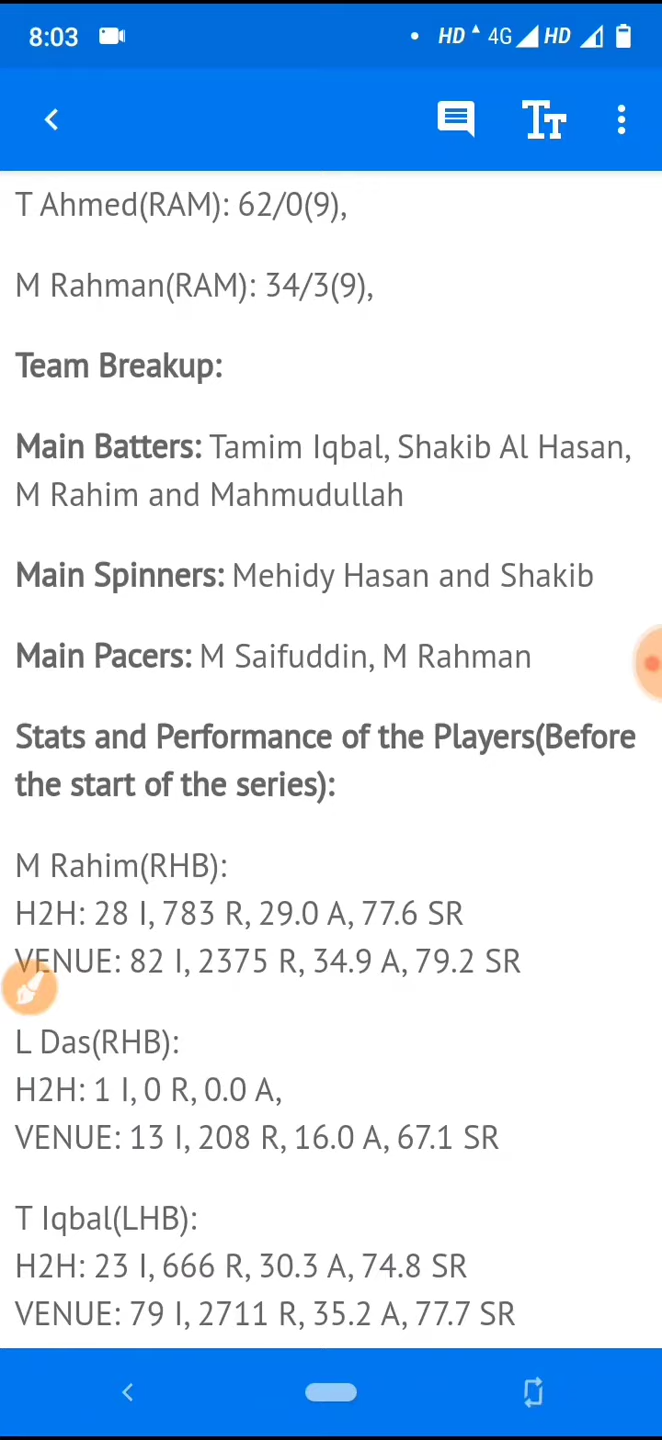 8:03
HD 4G HD
T Ahmed(RAM): 62/0(9),
M Rahman(RAM): 34/3(9),
Team Breakup:
Main Batters: Tamim Iqbal, Shakib Al Hasan,
M Rahim and Mahmudullah
Main Spinners: Mehidy Hasan and Shakib
Main Pacers: M Saifuddin, M Rahman
Stats and Performance of the Players(Before
the start of the series):
M Rahim(RHB):
H2H: 28 I, 783 R, 29.0 A, 77.6 SR
VENUE: 82 I, 2375 R, 34.9 A, 79.2 SR
L Das(RHB):
H2H: 1 I, 0 R, 0.0 A,
VENUE: 13 I, 208 R, 16.0 A, 67.1 SR
T Iqbal(LHB):
H2H: 23 I, 666 R, 30.3 A, 74.8 SR
VENUE: 79 I, 2711 R, 35.2 A, 77.7 SR